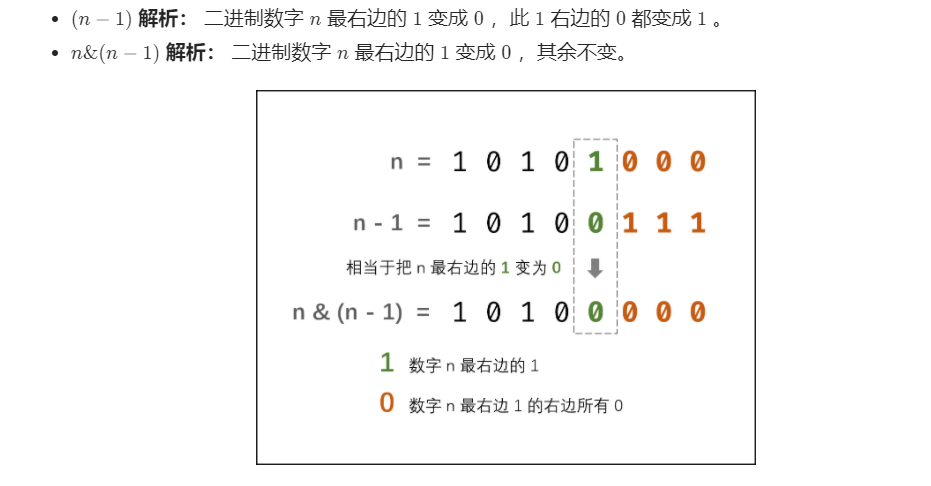 • (n − 1) 解析： 二进制数字 n 最右边的 1 变成 0 ，此 1 右边的 0 都变成 1 。
• n&(n − 1) 解析： 二进制数字 n 最右边的 1 变成 0 ，其余不变。
n = 1 0 1 0 1 0 0 0
n - 1 = 1 0 1 0 0 1 1 1
相当于把 n 最右边的 1 变为 0
n & (n - 1) = 1 0 1 0 0 0 0 0
1 数字 n 最右边的 1
0 数字 n 最右边 1 的右边所有 0